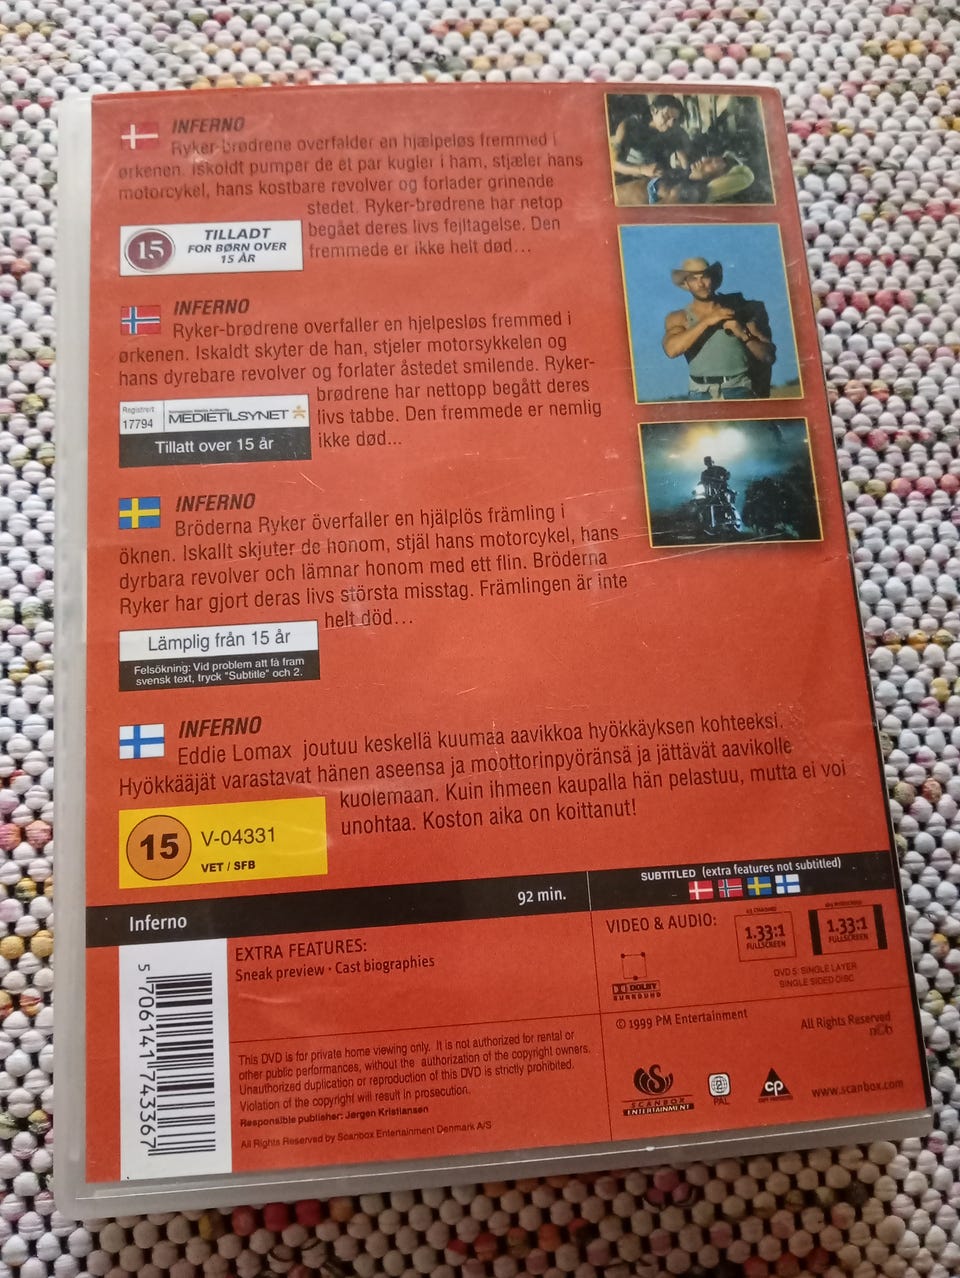 INFERNO
Ryker-brødrene overfalder en hjælpeløs fremmed i
ørkenen. Iskoldt pumper de et par kugler i ham, stjæler hans
motorcykel, hans kostbare revolver og forlader grinende
stedet. Ryker-brødrene har netop
begået deres livs fejltagelse. Den
fremmede er ikke helt død...
15
TILLADT
FOR BØRN OVER
15 ÅR
INFERNO
Ryker-brødrene overfaller en hjelpesløs fremmed i
ørkenen. Iskaldt skyter de han, stjeler motorsykkelen og
hans dyrebare revolver og forlater åstedet smilende. Ryker-
brødrene har nettopp begått deres
livs tabbe. Den fremmede er nemlig
ikke død...
Registrert
17794
MEDIETILSYNET
Tillatt over 15 år
INFERNO
Bröderna Ryker överfaller en hjälplös främling i
öknen. Iskallt skjuter de honom, stjäl hans motorcykel, hans
dyrbara revolver och lämnar honom med ett flin. Bröderna
Ryker har gjort deras livs största misstag. Främlingen är inte
helt död...
Lämplig från 15 år
Felsökning: Vid problem att få fram
svensk text, tryck "Subtitle" och 2.
INFERNO
Eddie Lomax joutuu keskellä kuumaa aavikkoa hyökkäyksen kohteeksi.
Hyökkääjät varastavat hänen aseensa ja moottoripyöränsä ja jättävät aavikolle
kuolemaan. Kuin ihmeen kaupalla hän pelastuu, mutta ei voi
unohtaa. Koston aika on koittanut!
15
V-04331
VET / SFB
Inferno
92 min.
SUBTITLED (extra features not subtitled)
EXTRA FEATURES:
Sneak preview · Cast biographies
VIDEO & AUDIO:
1.33:1
FULLSCREEN
1.33:1
FULLSCREEN
DOLBY
SURROUND
DVD 5: SINGLE LAYER
SINGLE SIDED DISC
5 706141 743367
This DVD is for private home viewing only. It is not authorized for rental or
other public performances, without the authorization of the copyright owners.
Unauthorized duplication or reproduction of this DVD is strictly prohibited.
Violation of the copyright will result in prosecution.
Responsible publisher: Jørgen Kristiansen
All Rights Reserved by Scanbox Entertainment Denmark A/S
© 1999 PM Entertainment
All Rights Reserved
ncb
SCANBOX
ENTERTAINMENT
2
PAL
CP
www.scanbox.com